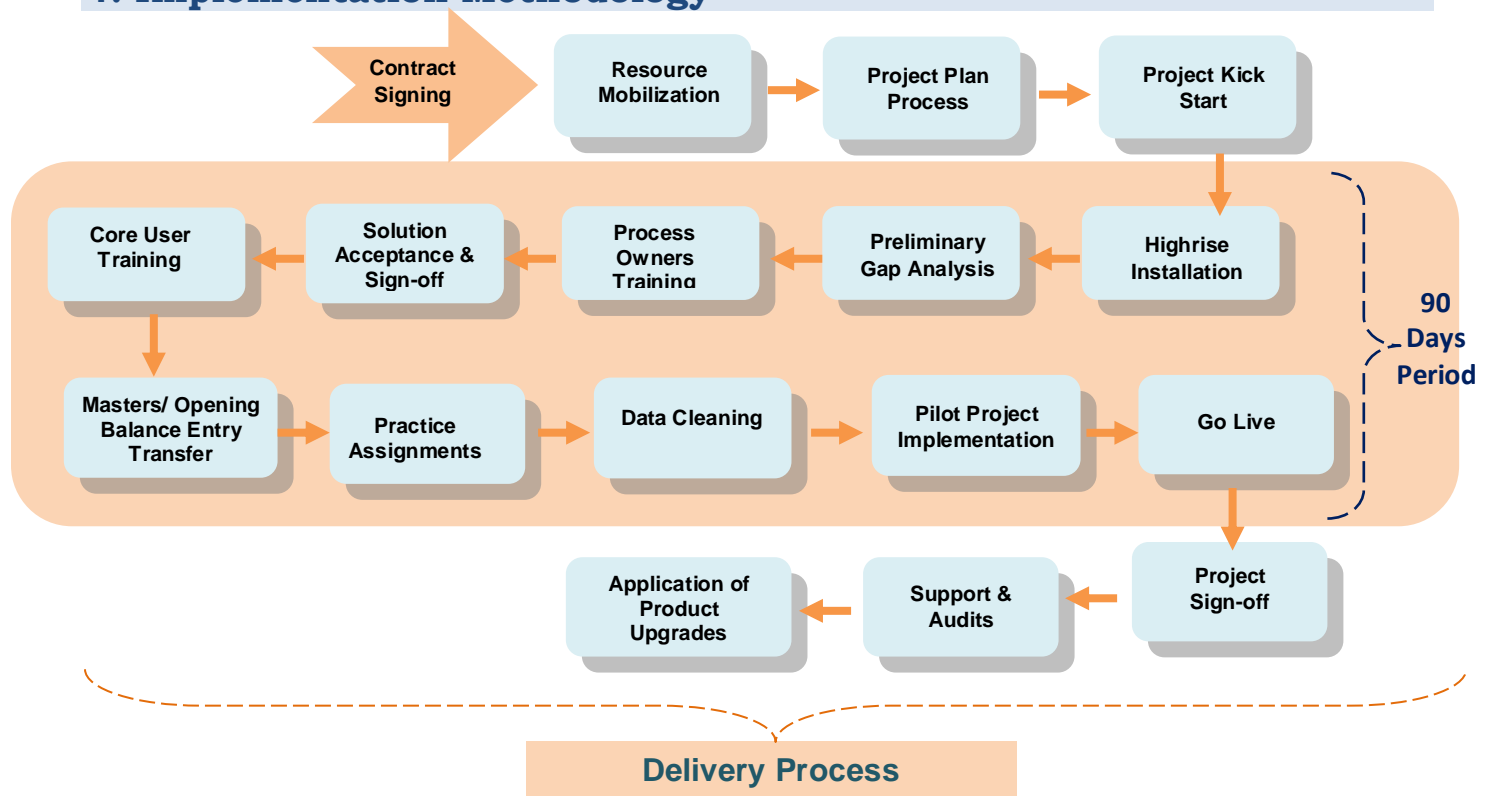 Implementation Methodology
Contract
Signing
Resource
Mobilization
Project Plan
Process
Project Kick
Start
Core User
Training
Solution
Acceptance &
Sign-off
Process
Owners
Training
Preliminary
Gap Analysis
Highrise
Installation
90
Days
Period
Masters/ Opening
Balance Entry
Transfer
Practice
Assignments
Data Cleaning
Pilot Project
Implementation
Go Live
Application of
Product
Upgrades
Support &
Audits
Project
Sign-off
Delivery Process